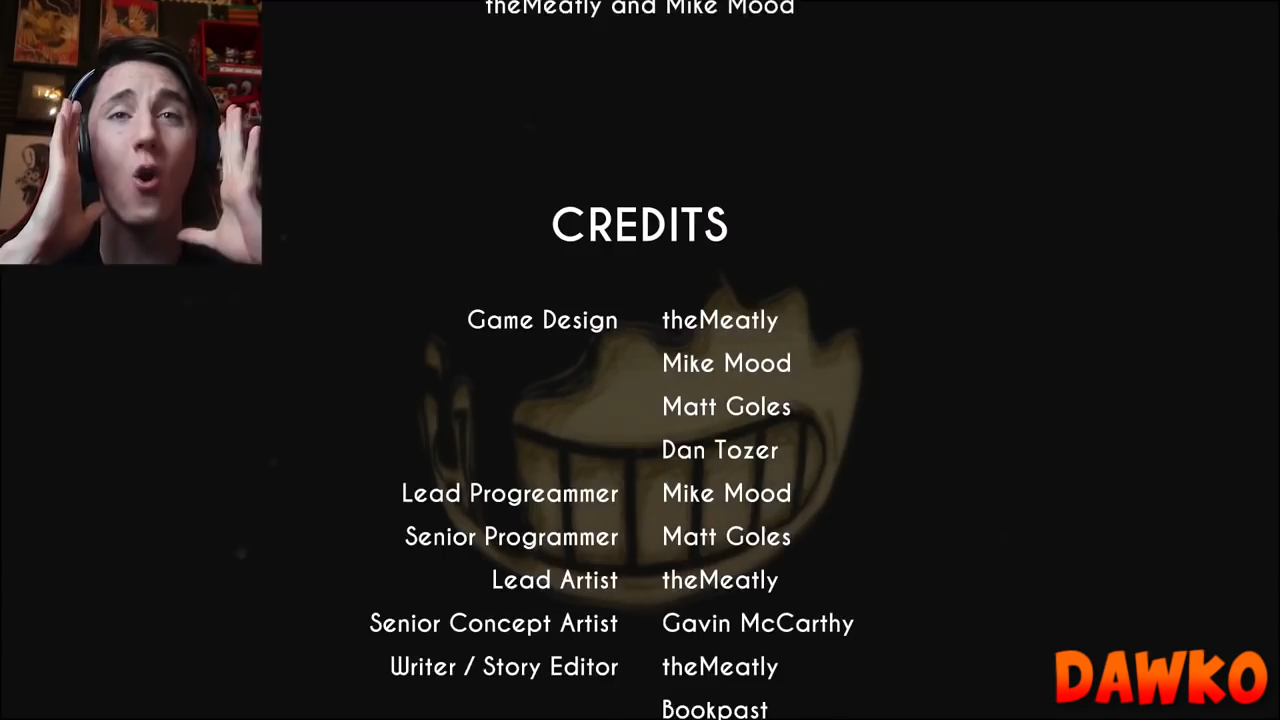 theMeatly and Mike Mood
CREDITS
Game Design theMeatly
Mike Mood
Matt Goles
Dan Tozer
Lead Progreammer Mike Mood
Senior Programmer Matt Goles
Lead Artist theMeatly
Senior Concept Artist Gavin McCarthy
Writer / Story Editor theMeatly
Bookpast
DAWKO